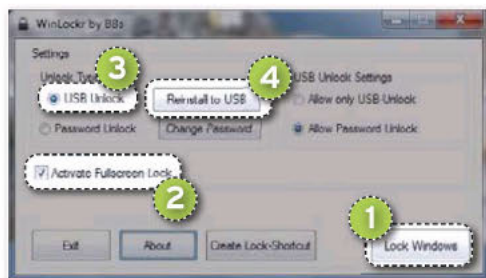 WinLockr by BBs
Settings
Unlock Type
USB Unlock Settings
3
4
USB Unlock
Reinstall to USB
Allow only USB-Unlock
Password Unlock
Change Password
Allow Password Unlock
Activate Fullscreen Lock
2
1
Exit
About
Create Lock-Shortcut
Lock Windows